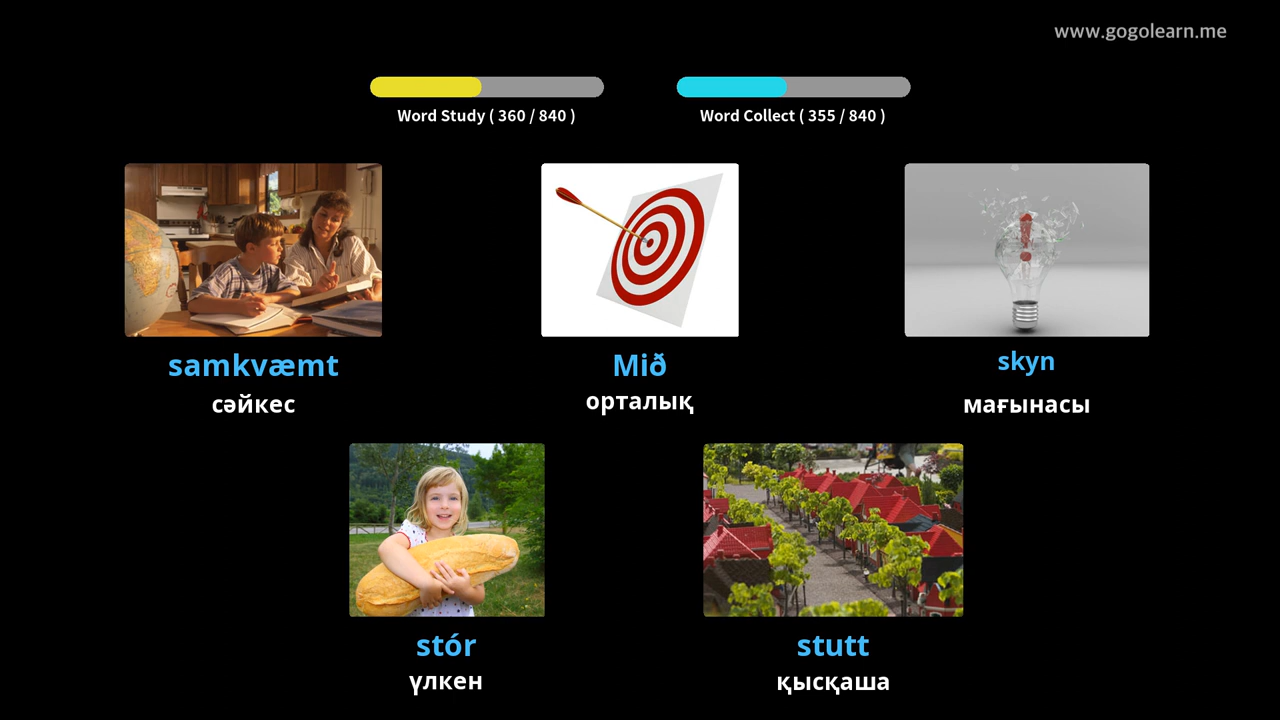 www.gogolearn.me
Word Study ( 360 / 840 )
Word Collect ( 355 / 840 )
samkvæmt
Mið
skyn
сәйкес
орталық
мағынасы
stór
stutt
үлкен
қысқаша